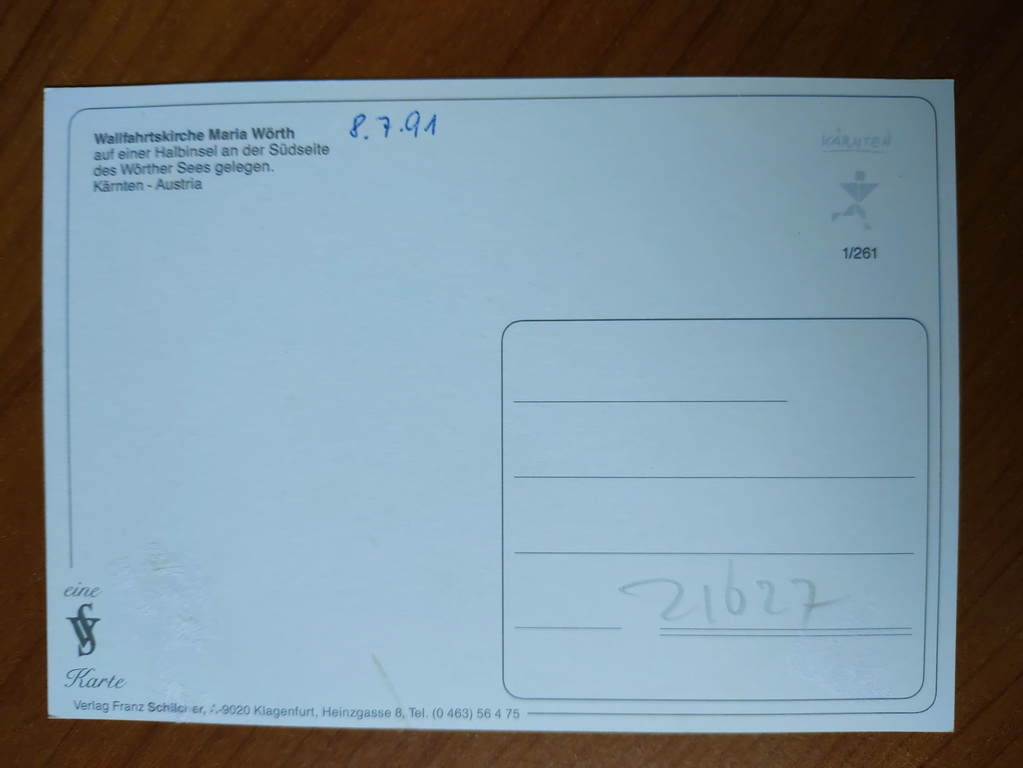 Wallfahrtskirche Maria Wörth
auf einer Halbinsel an der Südseite
des Wörther Sees gelegen.
Kärnten - Austria
8.7.91
KÄRNTEN
1/261
21627
eine
Karte
Verlag Franz Schilcher, A-9020 Klagenfurt, Heinzgasse 8, Tel. (0 463) 56 4 75